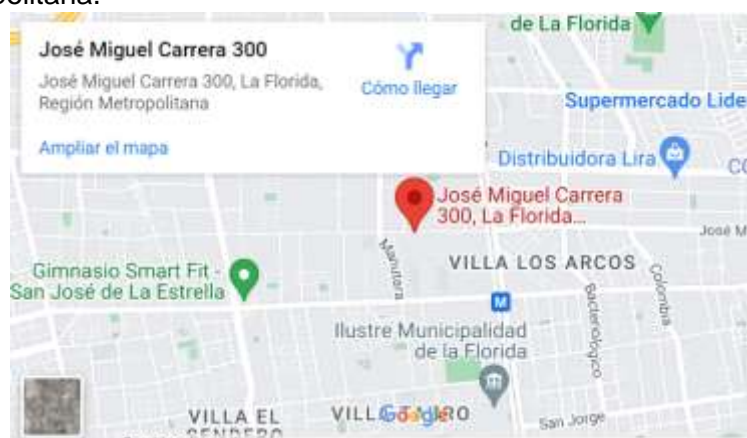 de La Florida
José Miguel Carrera 300
José Miguel Carrera 300, La Florida,
Región Metropolitana
Cómo llegar
Ampliar el mapa
Supermercado Lide
Distribuidora Lira
José Miguel Carrera
300, La Florida...
José M
Manutara
VILLA LOS ARCOS
Colombia
Bacteriologico
Gimnasio Smart Fit -
San José de La Estrella
M
Ilustre Municipalidad
de la Florida
VILLA EL
Google
San Jorge